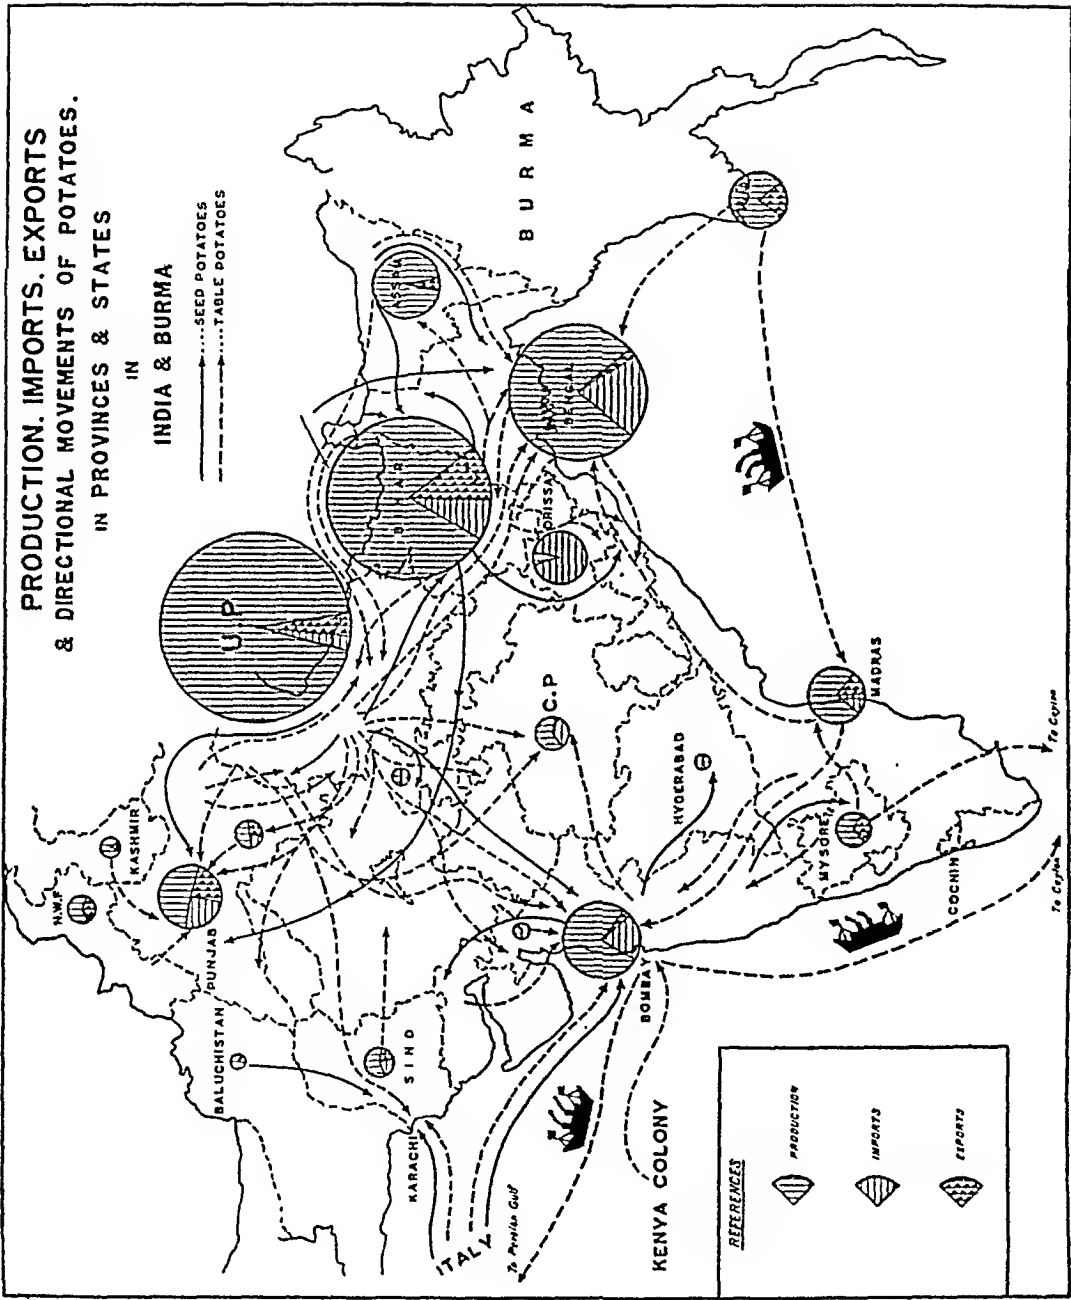 PRODUCTION, IMPORTS, EXPORTS
& DIRECTIONAL MOVEMENTS OF POTATOES.
IN PROVINCES & STATES
IN
INDIA & BURMA
SEED POTATOES
TABLE POTATOES
BURMA
ASSAM
BENGAL
BIHAR
ORISSA
U.P
C.P
MADRAS
HYDERABAD
MYSORE
COCHIN
KASHMIR
N.W.F
PUNJAB
BALUCHISTAN
SIND
KARACHI
BOMBAY
ITALY
To Persian Gulf
KENYA COLONY
To Ceylon
To Ceylon
REFERENCES
PRODUCTION
IMPORTS
EXPORTS